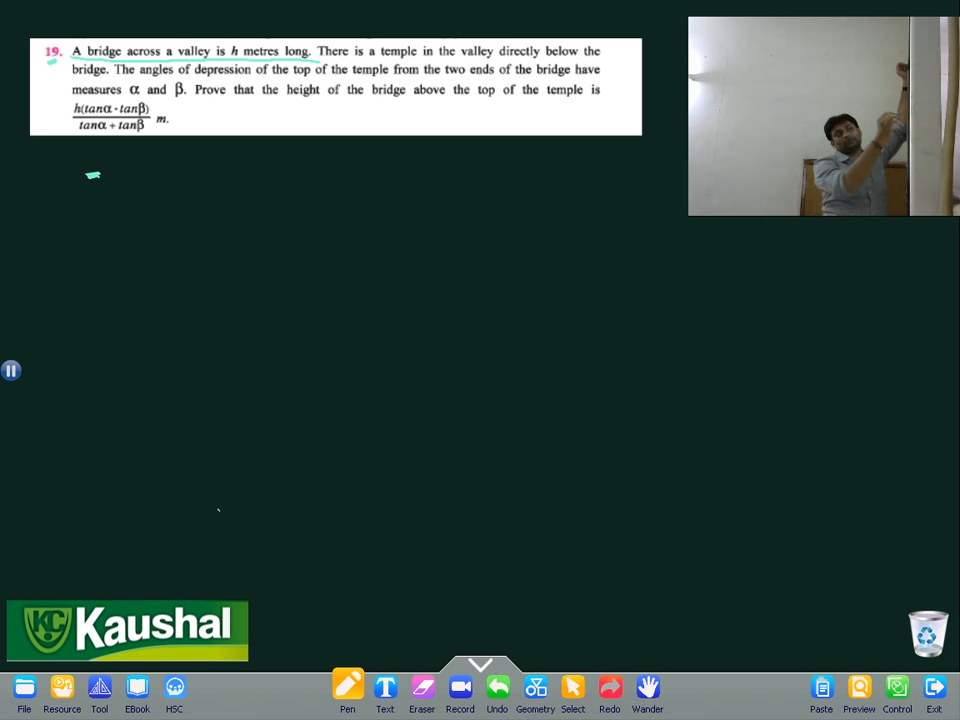 19. A bridge across a valley is h metres long. There is a temple in the valley directly below the
bridge. The angles of depression of the top of the temple from the two ends of the bridge have
measures α and β. Prove that the height of the bridge above the top of the temple is
h(tanα · tanβ)
tanα + tanβ
m.
KC
Kaushal
File
Resource
Tool
EBook
HSC
Pen
Text
Eraser
Record
Undo
Geometry
Select
Redo
Wander
Paste
Preview
Control
Exit